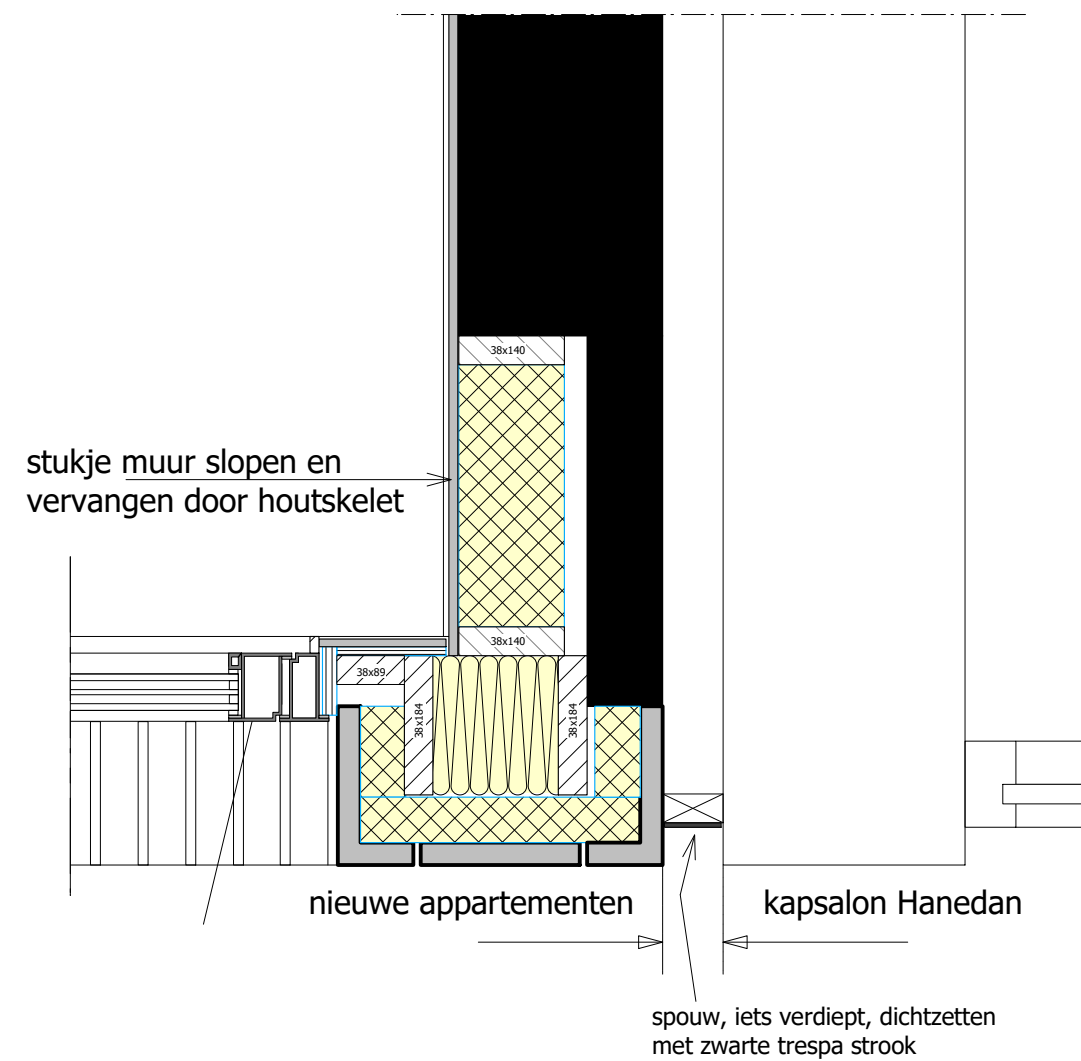 38x140
stukje muur slopen en
vervangen door houtskelet
38x140
38x89
38x184
38x184
nieuwe appartementen
kapsalon Hanedan
spouw, iets verdiept, dichtzetten
met zwarte trespa strook